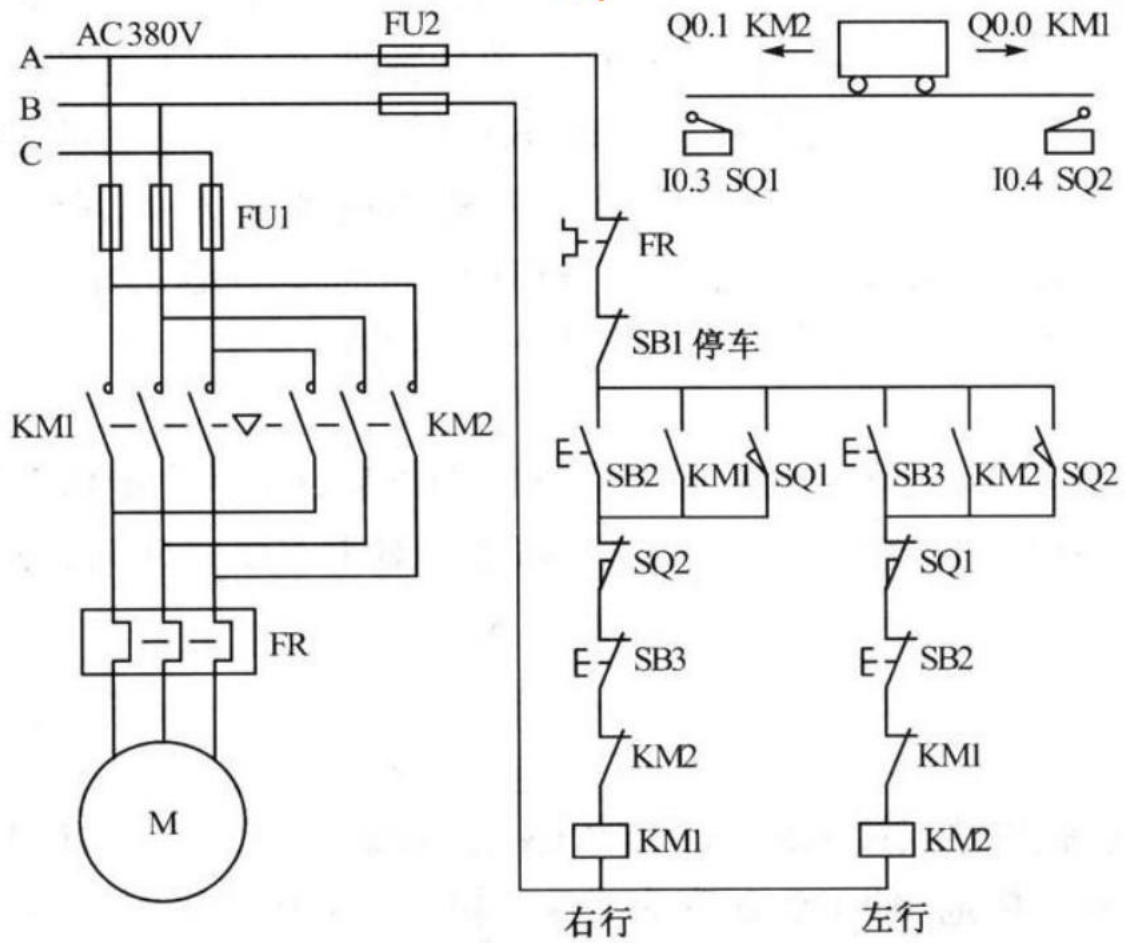 AC380V
FU2
Q0.1 KM2
Q0.0 KM1
A
B
C
I0.3 SQ1
I0.4 SQ2
FU1
FR
SB1 停车
KM1
KM2
SB2
KM1
SQ1
SB3
KM2
SQ2
SQ2
SQ1
FR
SB3
SB2
KM2
KM1
M
KM1
KM2
右行
左行